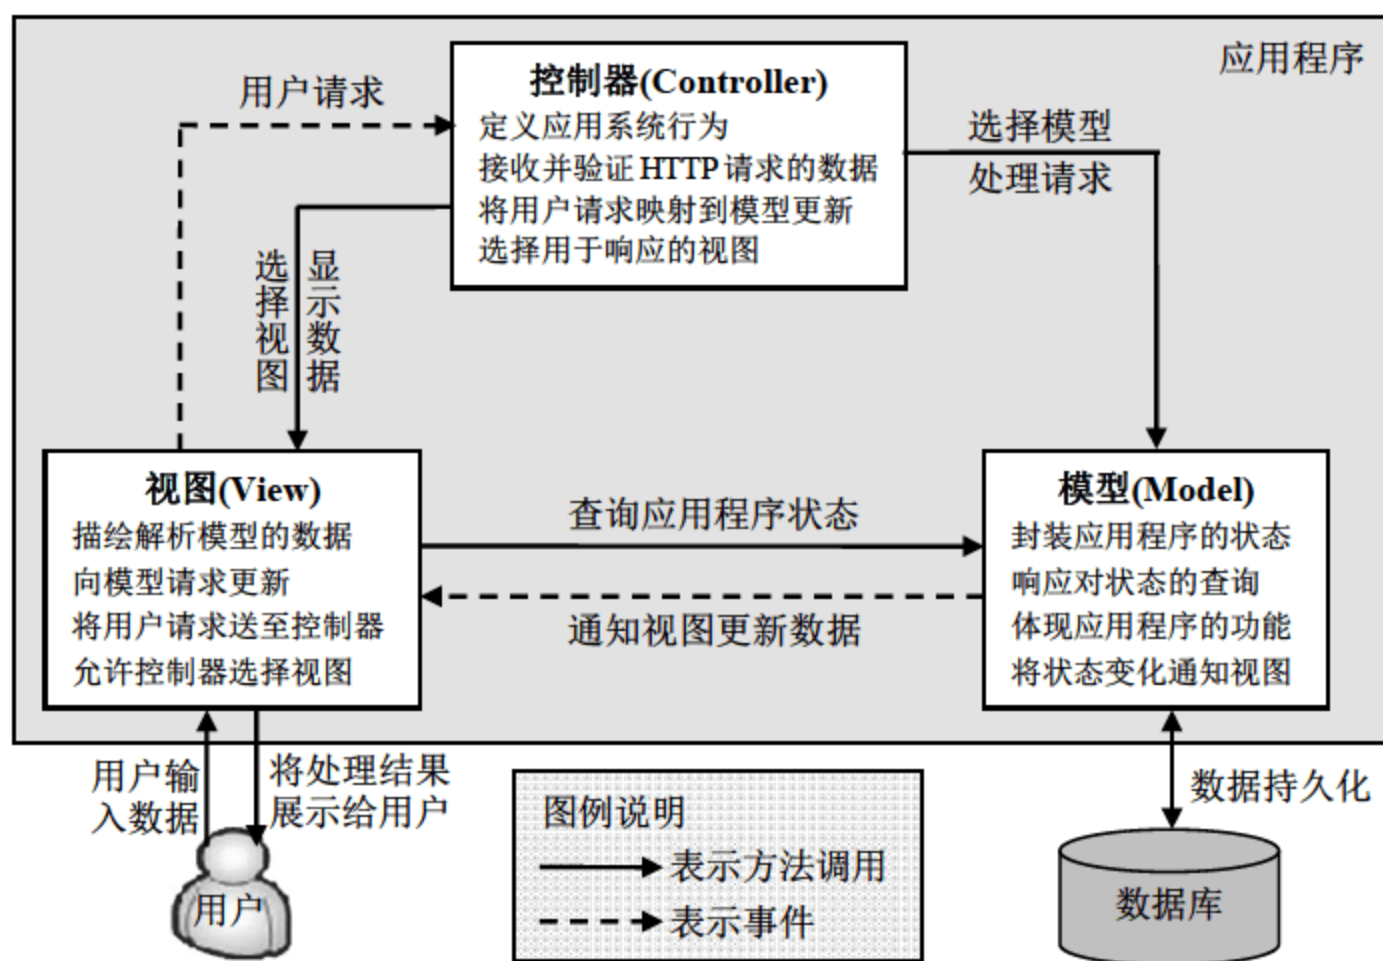 应用程序
控制器(Controller)
定义应用系统行为
接收并验证HTTP请求的数据
将用户请求映射到模型更新
选择用于响应的视图
用户请求
选择模型
处理请求
选择视图
显示数据
视图(View)
描绘解析模型的数据
向模型请求更新
将用户请求送至控制器
允许控制器选择视图
查询应用程序状态
通知视图更新数据
模型(Model)
封装应用程序的状态
响应对状态的查询
体现应用程序的功能
将状态变化通知视图
用户输
入数据
将处理结果
展示给用户
用户
图例说明
表示方法调用
表示事件
数据持久化
数据库